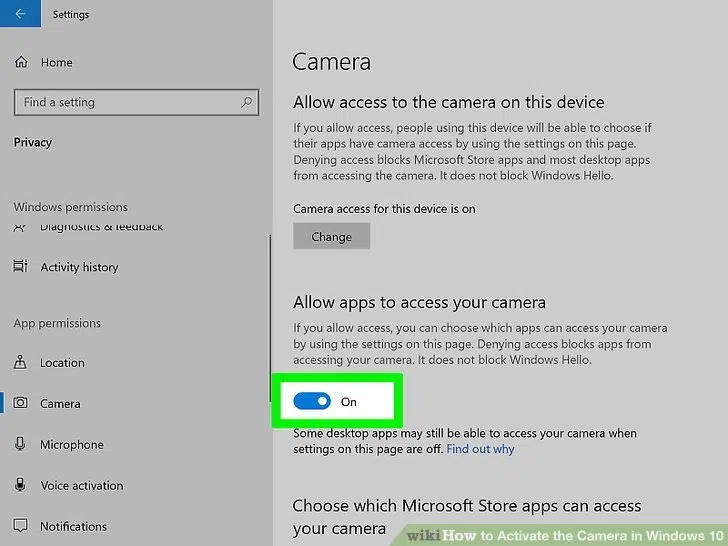 Settings
Home
Find a setting
Privacy
Windows permissions
Diagnostics & feedback
Activity history
App permissions
Location
Camera
Microphone
Voice activation
Notifications
Camera
Allow access to the camera on this device
If you allow access, people using this device will be able to choose if
their apps have camera access by using the settings on this page.
Denying access blocks Microsoft Store apps and most desktop apps
from accessing the camera. It does not block Windows Hello.
Camera access for this device is on
Change
Allow apps to access your camera
If you allow access, you can choose which apps can access your camera
by using the settings on this page. Denying access blocks apps from
accessing your camera. It does not block Windows Hello.
On
Some desktop apps may still be able to access your camera when
settings on this page are off. Find out why
Choose which Microsoft Store apps can access
your camera
wikiHow to Activate the Camera in Windows 10